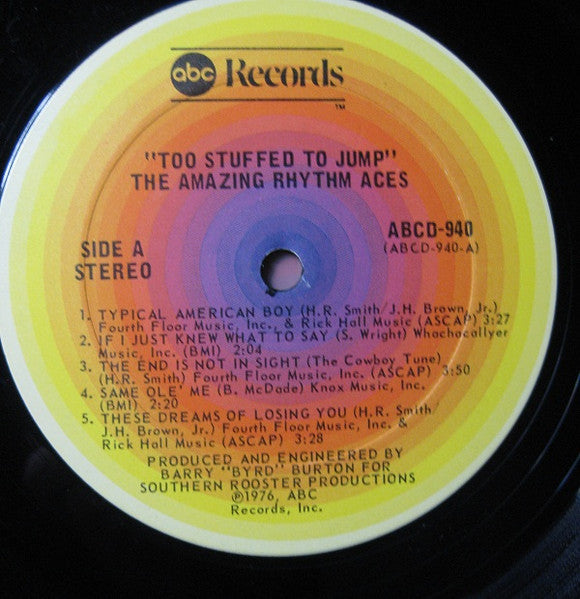 abc Records
™
"TOO STUFFED TO JUMP"
THE AMAZING RHYTHM ACES
ABCD-940
(ABCD-940-A)
SIDE A
STEREO
1. TYPICAL AMERICAN BOY (H.R. Smith/J.H. Brown, Jr.)
Fourth Floor Music, Inc., & Rick Hall Music (ASCAP) 3:27
2. IF I JUST KNEW WHAT TO SAY (S. Wright) Whachacallyer
Music, Inc. (BMI) 2:04
3. THE END IS NOT IN SIGHT (The Cowboy Tune)
(H.R. Smith) Fourth Floor Music, Inc. (ASCAP) 3:50
4. SAME OLE' ME (B. McDade) Knox Music, Inc.
(BMI) 2:20
5. THESE DREAMS OF LOSING YOU (H.R. Smith/
J.H. Brown, Jr.) Fourth Floor Music, Inc. &
Rick Hall Music (ASCAP) 3:28
PRODUCED AND ENGINEERED BY
BARRY "BYRD" BURTON FOR
SOUTHERN ROOSTER PRODUCTIONS
℗1976, ABC
Records, Inc.